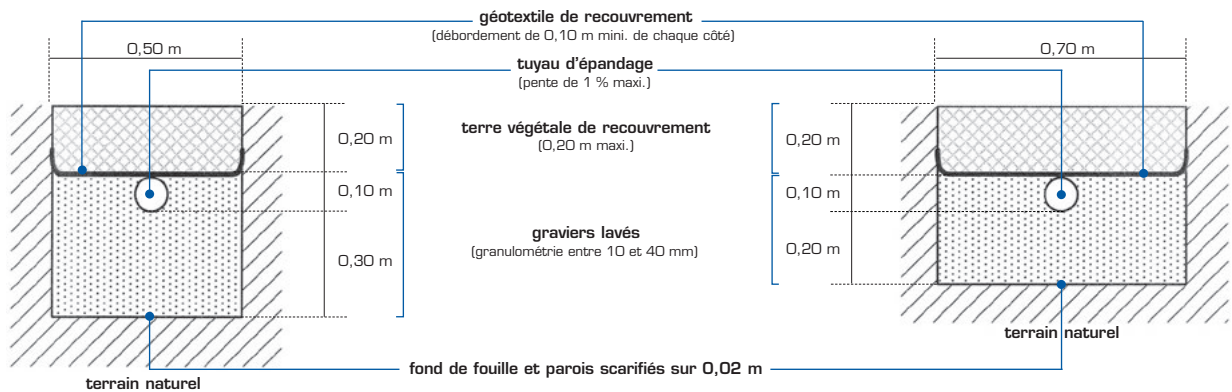 géotextile de recouvrement
(débordement de 0,10 m mini. de chaque côté)
0,50 m
0,70 m
tuyau d'épandage
(pente de 1 % maxi.)
0,20 m
terre végétale de recouvrement
(0,20 m maxi.)
0,20 m
0,10 m
0,10 m
graviers lavés
(granulométrie entre 10 et 40 mm)
0,30 m
0,20 m
terrain naturel
fond de fouille et parois scarifiés sur 0,02 m
terrain naturel